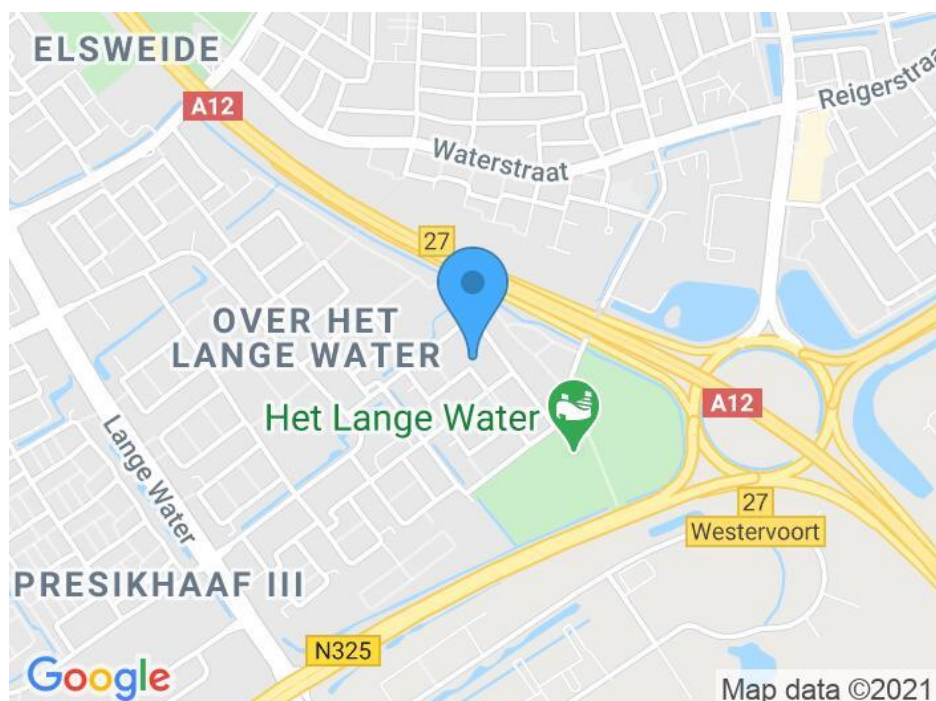 ELSWEIDE
A12
Reigerstraa
Waterstraat
27
OVER HET
LANGE WATER
Het Lange Water
A12
Lange Water
27
Westervoort
PRESIKHAAF III
N325
Google
Map data ©2021